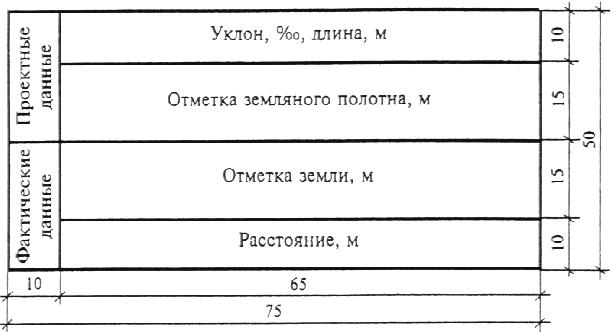 Проектные
данные
Уклон, ‰, длина, м
Отметка земляного полотна, м
Фактические
данные
Отметка земли, м
Расстояние, м
10
15
15
10
50
10
65
75